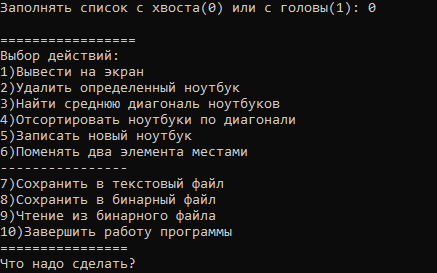 Заполнять список с хвоста(0) или с головы(1): 0
=================
Выбор действий:
1)Вывести на экран
2)Удалить определенный ноутбук
3)Найти среднюю диагональ ноутбуков
4)Отсортировать ноутбуки по диагонали
5)Записать новый ноутбук
6)Поменять два элемента местами
----------------
7)Сохранить в текстовый файл
8)Сохранить в бинарный файл
9)Чтение из бинарного файла
10)Завершить работу программы
================
Что надо сделать?